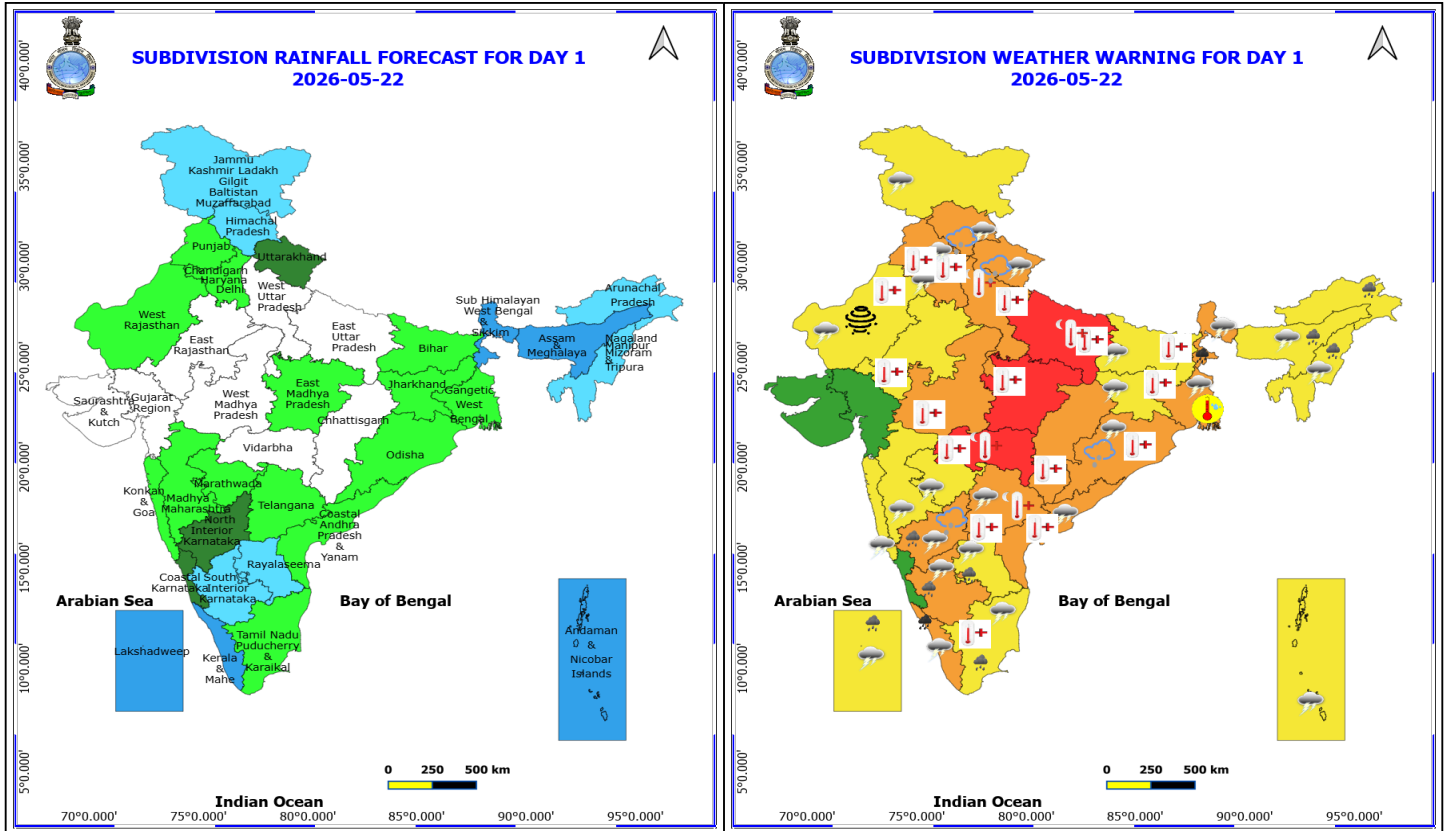 SUBDIVISION RAINFALL FORECAST FOR DAY 1
2026-05-22
40°0.000'
35°0.000'
30°0.000'
25°0.000'
20°0.000'
15°0.000'
10°0.000'
5°0.000'
Jammu
Kashmir Ladakh
Gilgit
Baltistan
Muzaffarabad
Himachal
Pradesh
Punjab
Uttarakhand
Chandigarh
Haryana
Delhi
West
Uttar
Pradesh
West
Rajasthan
East
Rajasthan
East
Uttar
Pradesh
Sub Himalayan
West Bengal
&
Sikkim
Arunachal
Pradesh
Assam
&
Meghalaya
Nagaland
Manipur
Mizoram
&
Tripura
Bihar
Jharkhand
Gangetic
West
Bengal
Saurashtra
&
Kutch
Gujarat
Region
West
Madhya
Pradesh
East
Madhya
Pradesh
Chhattisgarh
Vidarbha
Odisha
Konkan
&
Goa
Madhya
Maharashtra
Marathwada
Telangana
North
Interior
Karnataka
Coastal
Andhra
Pradesh
&
Yanam
Rayalaseema
Coastal
Karnataka
South
Interior
Karnataka
Tamil Nadu
Puducherry
&
Karaikal
Kerala
&
Mahe
Lakshadweep
Andaman
&
Nicobar
Islands
Arabian Sea
Bay of Bengal
Indian Ocean
0 250 500 km
70°0.000' 75°0.000' 80°0.000' 85°0.000' 90°0.000' 95°0.000'
SUBDIVISION WEATHER WARNING FOR DAY 1
2026-05-22
40°0.000'
35°0.000'
30°0.000'
25°0.000'
20°0.000'
15°0.000'
10°0.000'
5°0.000'
Arabian Sea
Bay of Bengal
Indian Ocean
0 250 500 km
70°0.000' 75°0.000' 80°0.000' 85°0.000' 90°0.000' 95°0.000'